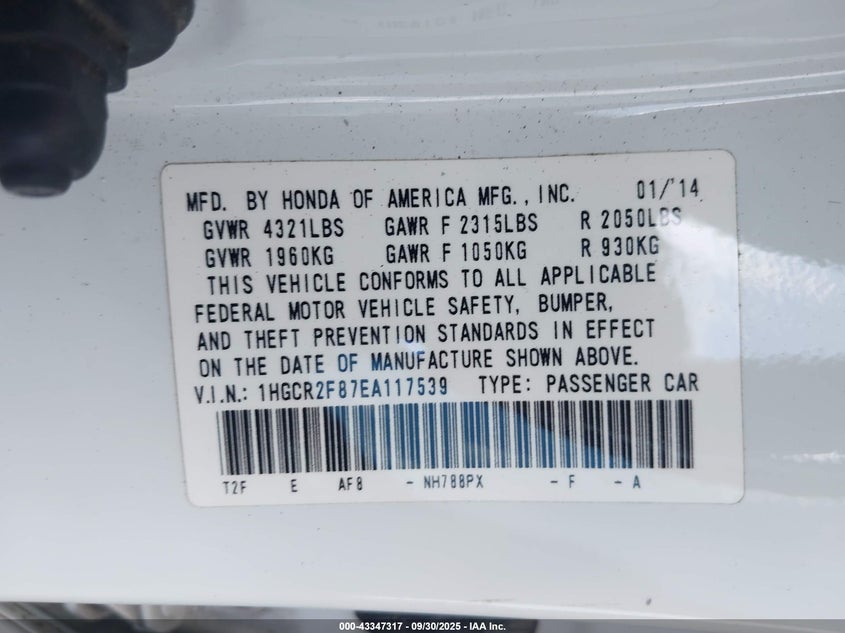 MFD. BY HONDA OF AMERICA MFG., INC. 01/'14
GVWR 4321LBS GAWR F 2315LBS R 2050LBS
GVWR 1960KG GAWR F 1050KG R 930KG
THIS VEHICLE CONFORMS TO ALL APPLICABLE
FEDERAL MOTOR VEHICLE SAFETY, BUMPER,
AND THEFT PREVENTION STANDARDS IN EFFECT
ON THE DATE OF MANUFACTURE SHOWN ABOVE.
V.I.N.: 1HGCR2F87EA117539 TYPE: PASSENGER CAR
T2F E AF8 - NH788PX - F - A
000-43347317 - 09/30/2025 - IAA Inc.